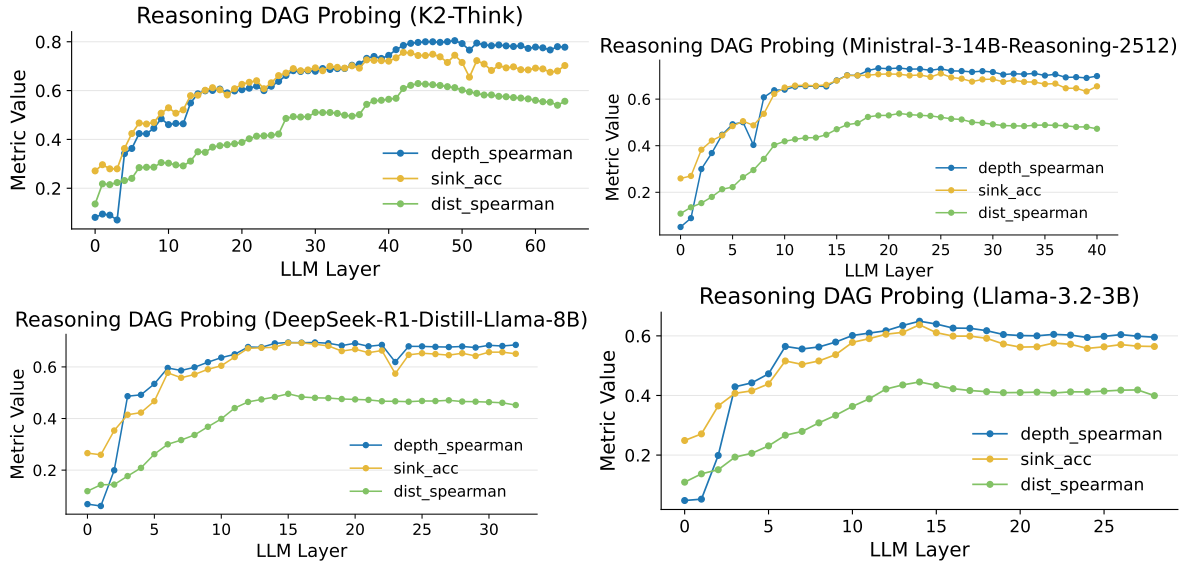 Reasoning DAG Probing (K2-Think)
Metric Value
0.8
0.6
0.4
0.2
depth_spearman
sink_acc
dist_spearman
0 10 20 30 40 50 60
LLM Layer
Reasoning DAG Probing (Ministral-3-14B-Reasoning-2512)
Metric Value
0.6
0.4
0.2
depth_spearman
sink_acc
dist_spearman
0 5 10 15 20 25 30 35 40
LLM Layer
Reasoning DAG Probing (DeepSeek-R1-Distill-Llama-8B)
Metric Value
0.6
0.4
0.2
depth_spearman
sink_acc
dist_spearman
0 5 10 15 20 25 30
LLM Layer
Reasoning DAG Probing (Llama-3.2-3B)
Metric Value
0.6
0.4
0.2
depth_spearman
sink_acc
dist_spearman
0 5 10 15 20 25
LLM Layer